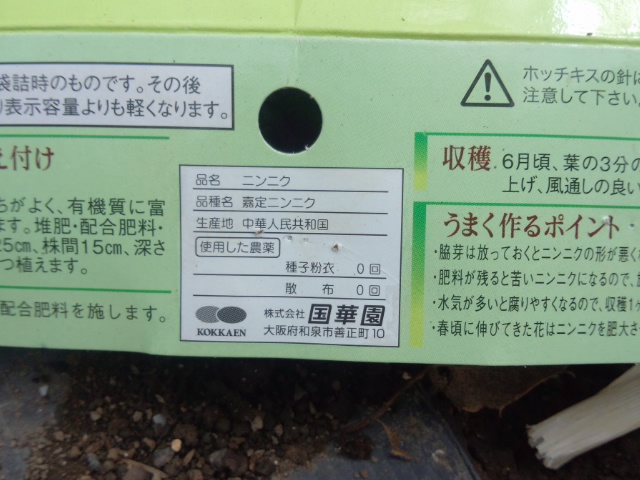 袋詰時のものです。その後
り表示容量よりも軽くなります。
え付け
ちがよく、有機質に富
ます。堆肥・配合肥料・
25cm、株間15cm、深さ
つ植えます。
配合肥料を施します。
品名 ニンニク
品種名 嘉定ニンニク
生産地 中華人民共和国
使用した農薬
種子粉衣 0回
散布 0回
KOKKAEN
株式会社 国華園
大阪府和泉市善正町10
ホッチキスの針は
注意して下さい。
収穫 6月頃、葉の3分の
上げ、風通しの良い
うまく作るポイント
・脇芽は放っておくとニンニクの形が悪く
・肥料が残ると苦いニンニクになるので、
・水気が多いと腐りやすくなるので、収穫1
・春頃に伸びてきた花はニンニクを肥大さ